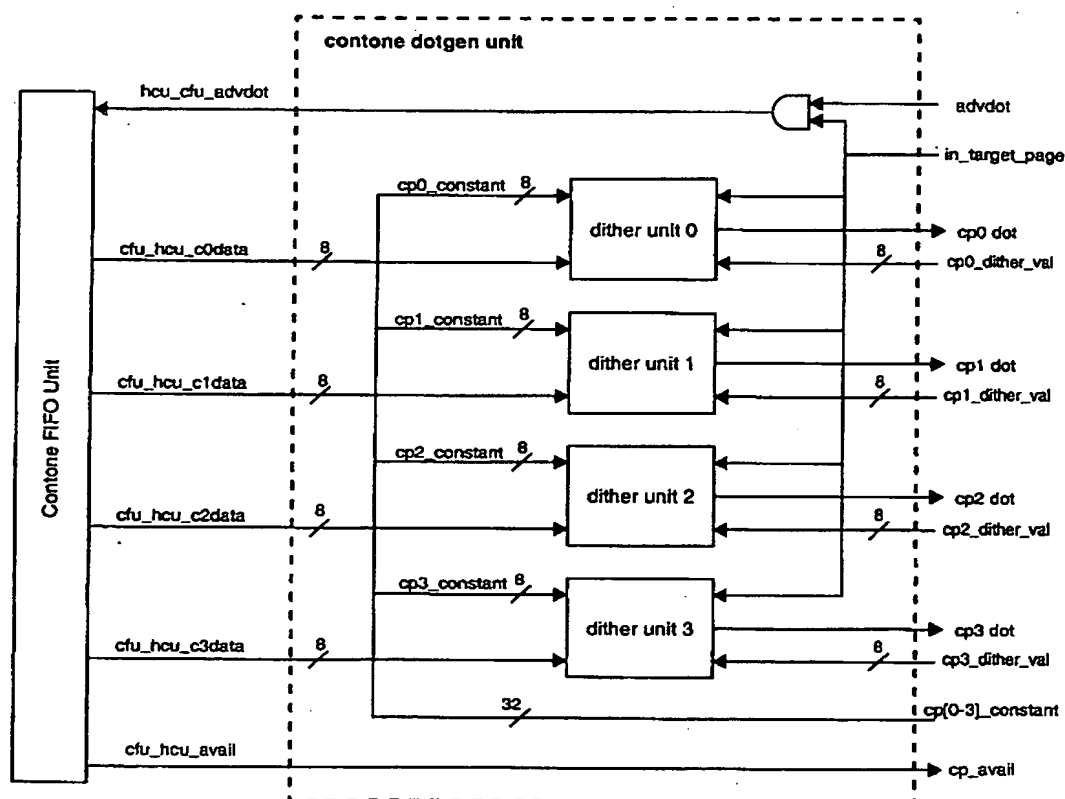 contone dotgen unit
hcu_cfu_advdot
advdot
in_target_page
cp0_constant 8
dither unit 0
cp0 dot
cfu_hcu_c0data 8
8 cp0_dither_val
cp1_constant 8
dither unit 1
cp1 dot
cfu_hcu_c1data 8
8 cp1_dither_val
Contone FIFO Unit
cp2_constant 8
dither unit 2
cp2 dot
cfu_hcu_c2data 8
8 cp2_dither_val
cp3_constant 8
dither unit 3
cp3 dot
cfu_hcu_c3data 8
8 cp3_dither_val
32 cp[0-3]_constant
cfu_hcu_avail
cp_avail